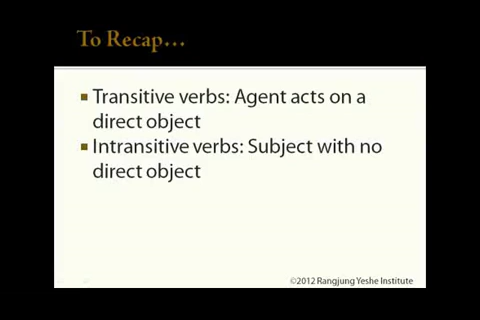 To Recap...
Transitive verbs: Agent acts on a
direct object
Intransitive verbs: Subject with no
direct object
©2012 Rangjung Yeshe Institute